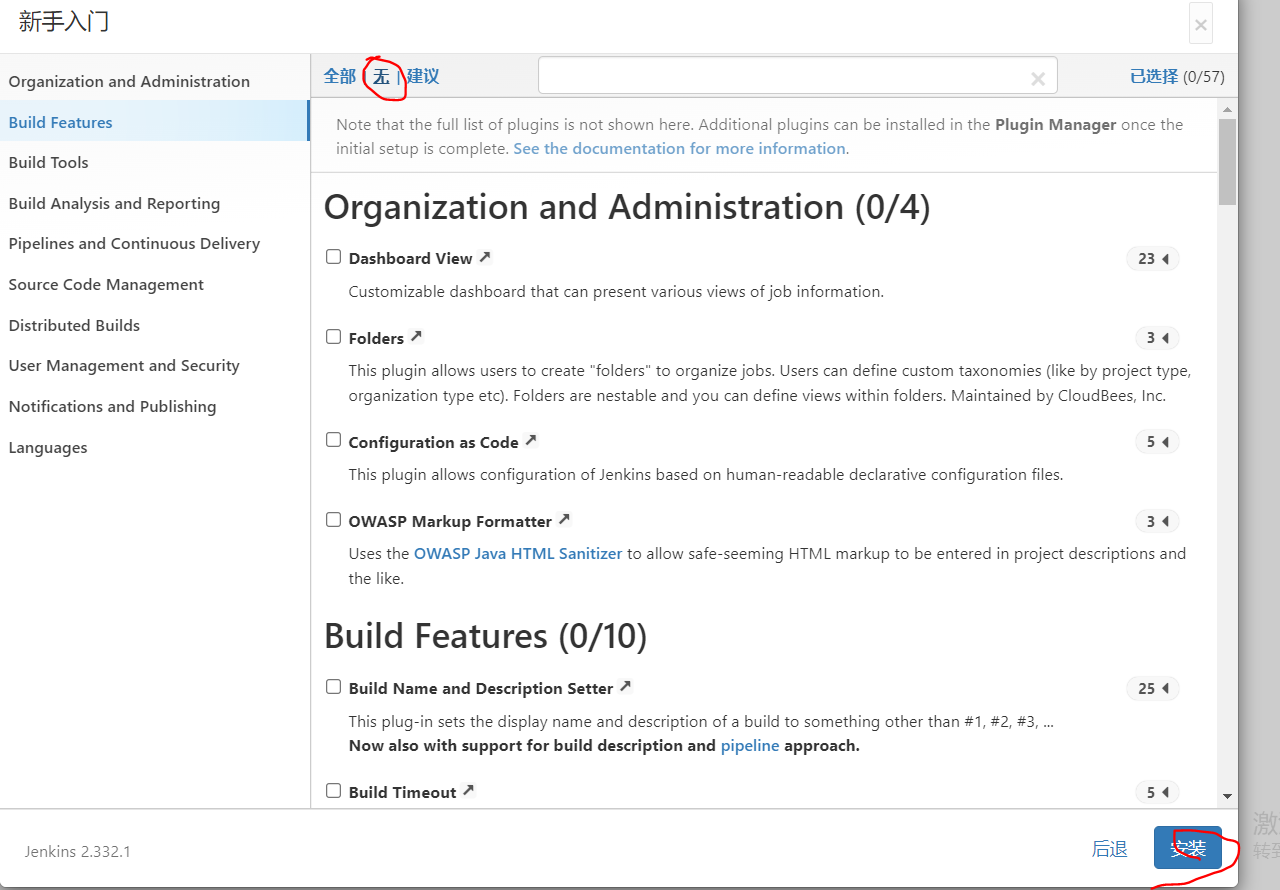 新手入门
×
Organization and Administration
Build Features
Build Tools
Build Analysis and Reporting
Pipelines and Continuous Delivery
Source Code Management
Distributed Builds
User Management and Security
Notifications and Publishing
Languages
全部 | 无 | 建议
已选择 (0/57)
Note that the full list of plugins is not shown here. Additional plugins can be installed in the Plugin Manager once the
initial setup is complete. See the documentation for more information.
Organization and Administration (0/4)
Dashboard View 23
Customizable dashboard that can present various views of job information.
Folders 3
This plugin allows users to create "folders" to organize jobs. Users can define custom taxonomies (like by project type,
organization type etc). Folders are nestable and you can define views within folders. Maintained by CloudBees, Inc.
Configuration as Code 5
This plugin allows configuration of Jenkins based on human-readable declarative configuration files.
OWASP Markup Formatter 3
Uses the OWASP Java HTML Sanitizer to allow safe-seeming HTML markup to be entered in project descriptions and
the like.
Build Features (0/10)
Build Name and Description Setter 25
This plug-in sets the display name and description of a build to something other than #1, #2, #3, ...
Now also with support for build description and pipeline approach.
Build Timeout 5
Jenkins 2.332.1
后退
安装
转到